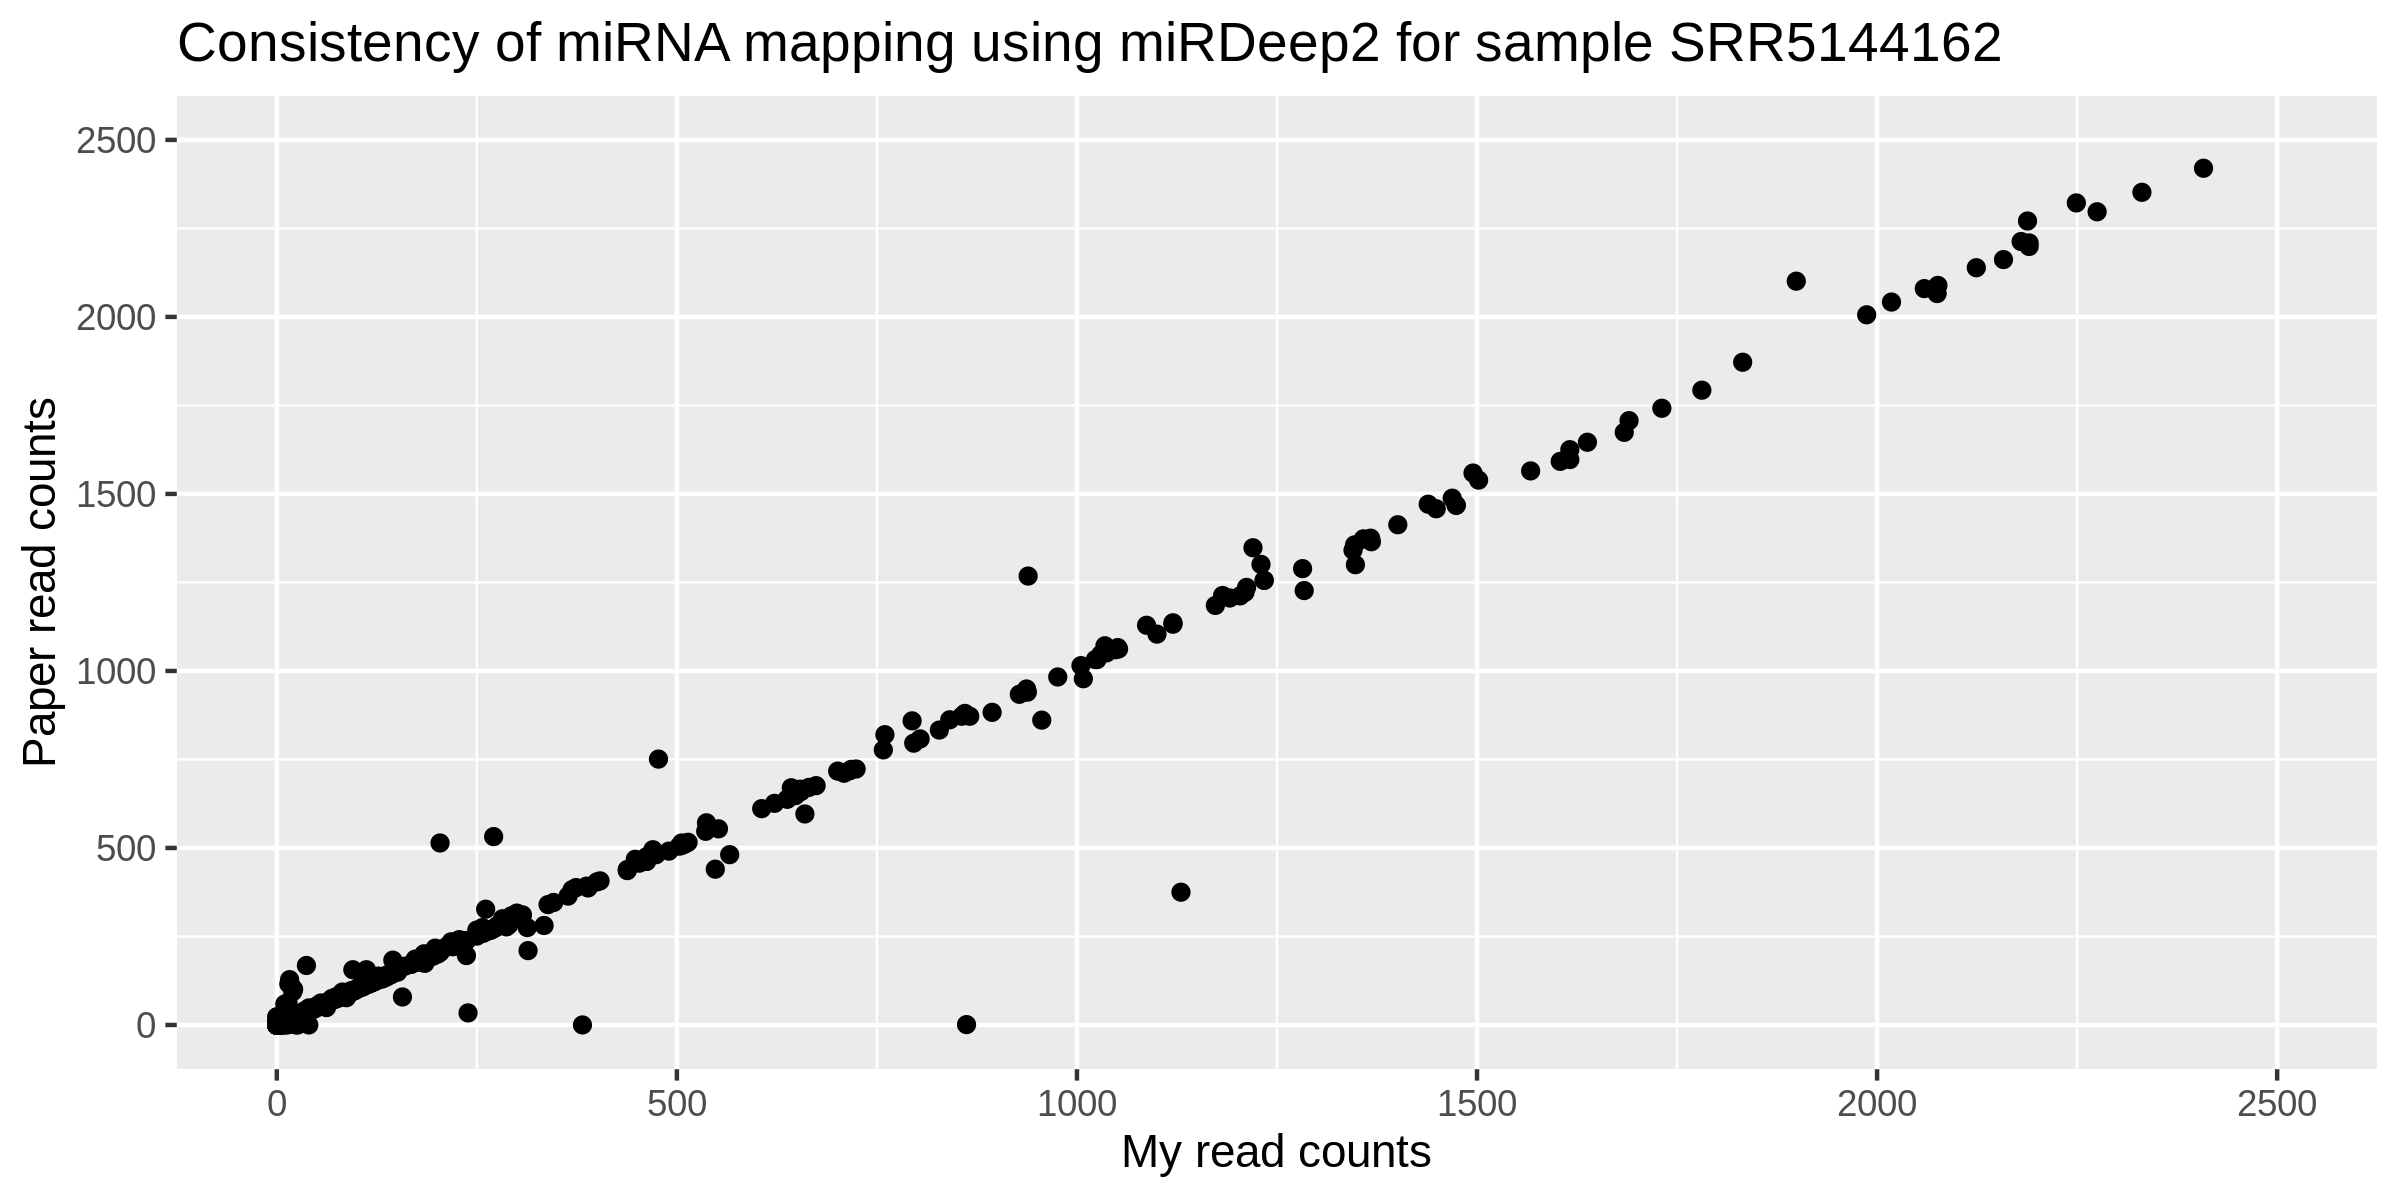 Consistency of miRNA mapping using miRDeep2 for sample SRR5144162
2500
2000
1500
1000
500
0
Paper read counts
0 500 1000 1500 2000 2500
My read counts